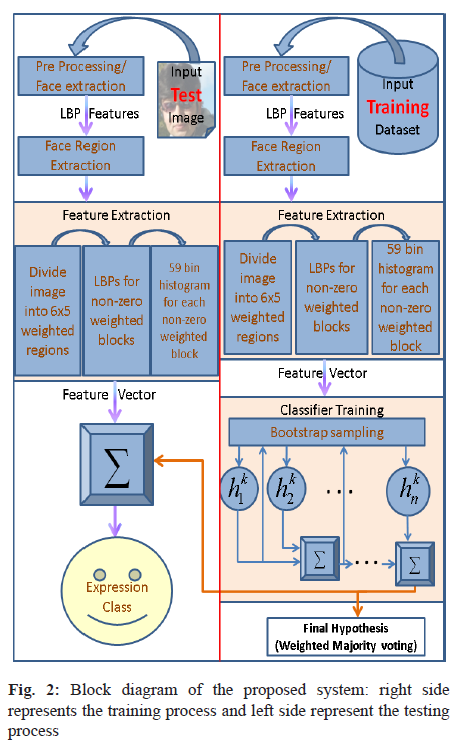 Pre Processing/
Face extraction
Input
Test
Image
LBP Features
Face Region
Extraction
Feature Extraction
Divide
image
into 6x5
weighted
regions
LBPs for
non-zero
weighted
blocks
59 bin
histogram
for each
non-zero
weighted
block
Feature Vector
Σ
Expression
Class
Pre Processing/
Face extraction
Input
Training
Dataset
LBP Features
Face Region
Extraction
Feature Extraction
Divide
image
into 6x5
weighted
regions
LBPs for
non-zero
weighted
blocks
59 bin
histogram
for each
non-zero
weighted
block
Feature Vector
Classifier Training
Bootstrap sampling
h₁ᵏ h₂ᵏ ... hₙᵏ
Σ ... Σ
Final Hypothesis
(Weighted Majority voting)
Fig. 2: Block diagram of the proposed system: right side
represents the training process and left side represent the testing
process